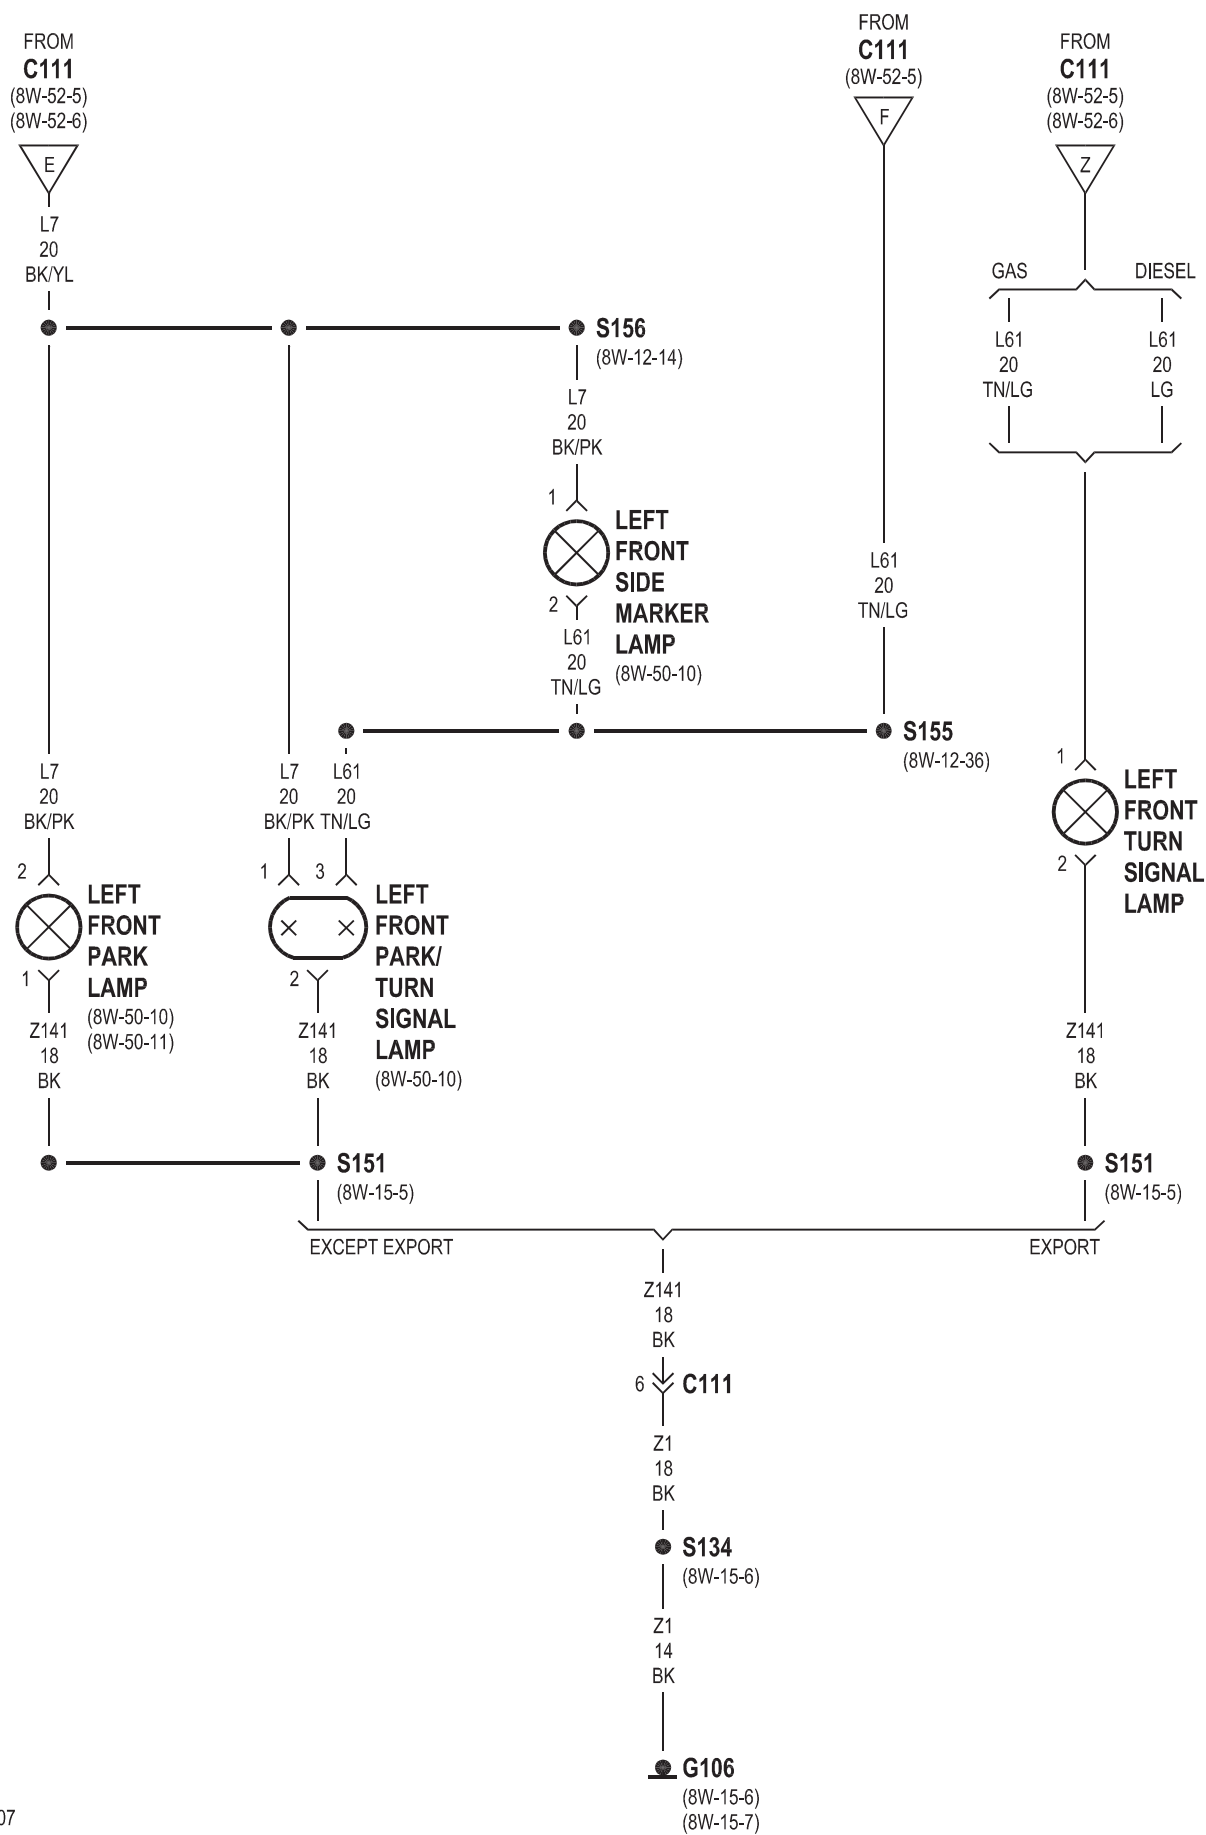 FROM
C111
(8W-52-5)
(8W-52-6)
E
L7
20
BK/YL
FROM
C111
(8W-52-5)
F
FROM
C111
(8W-52-5)
(8W-52-6)
Z
GAS
DIESEL
L61
20
TN/LG
L61
20
LG
S156
(8W-12-14)
L7
20
BK/PK
1
LEFT
FRONT
SIDE
MARKER
LAMP
(8W-50-10)
2
L61
20
TN/LG
L61
20
TN/LG
S155
(8W-12-36)
L7
20
BK/PK
2
LEFT
FRONT
PARK
LAMP
(8W-50-10)
(8W-50-11)
1
Z141
18
BK
L7
20
BK/PK
L61
20
TN/LG
1
3
LEFT
FRONT
PARK/
TURN
SIGNAL
LAMP
(8W-50-10)
2
Z141
18
BK
1
LEFT
FRONT
TURN
SIGNAL
LAMP
2
Z141
18
BK
S151
(8W-15-5)
S151
(8W-15-5)
EXCEPT EXPORT
EXPORT
Z141
18
BK
6
C111
Z1
18
BK
S134
(8W-15-6)
Z1
14
BK
G106
(8W-15-6)
(8W-15-7)
07